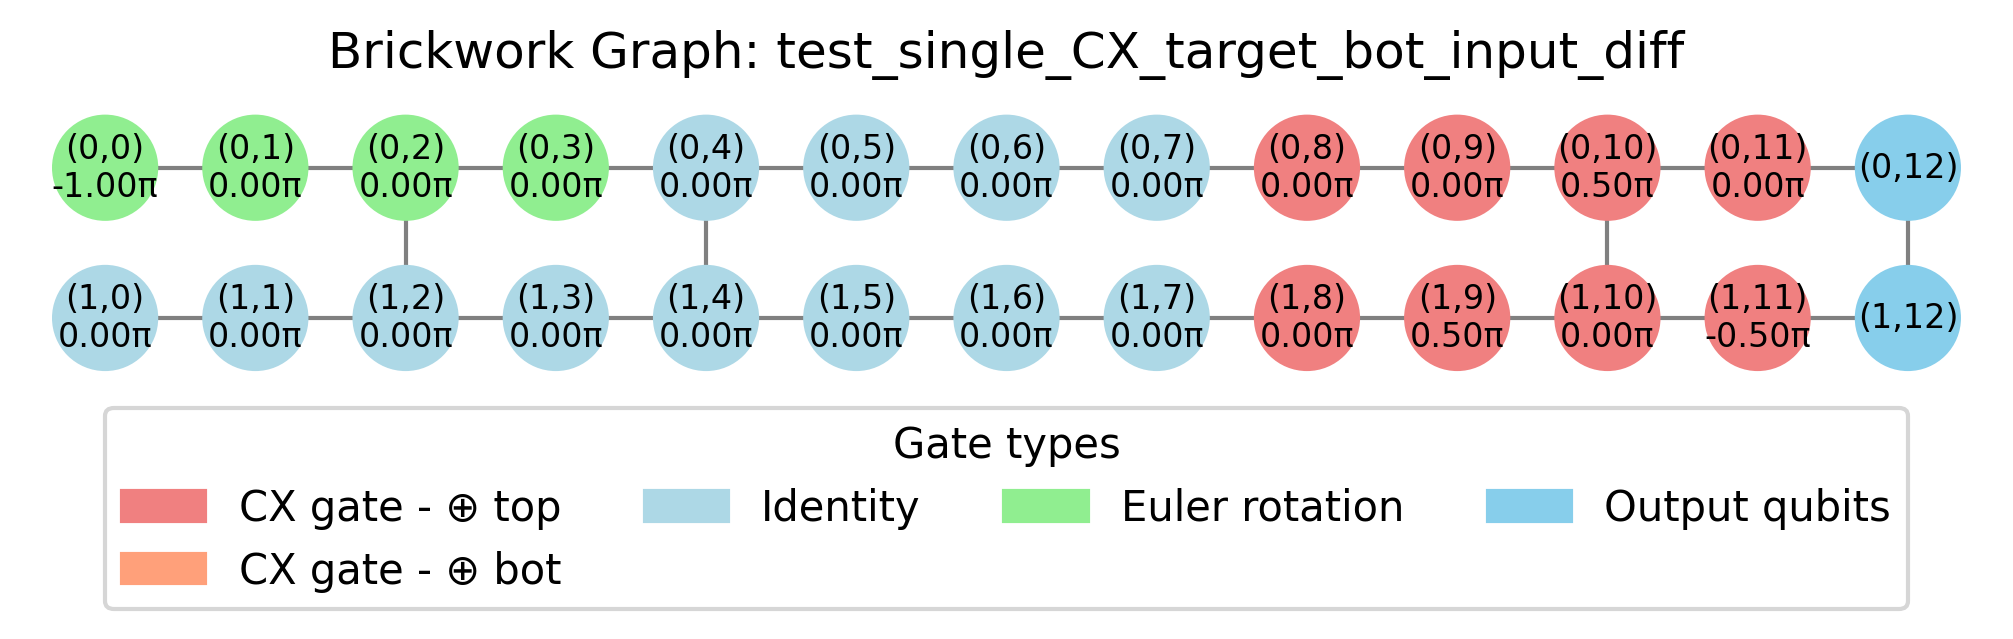 Brickwork Graph: test_single_CX_target_bot_input_diff
(0,0) (0,1) (0,2) (0,3) (0,4) (0,5) (0,6) (0,7) (0,8) (0,9) (0,10) (0,11) (0,12)
-1.00π 0.00π 0.00π 0.00π 0.00π 0.00π 0.00π 0.00π 0.00π 0.00π 0.50π 0.00π
(1,0) (1,1) (1,2) (1,3) (1,4) (1,5) (1,6) (1,7) (1,8) (1,9) (1,10) (1,11) (1,12)
0.00π 0.00π 0.00π 0.00π 0.00π 0.00π 0.00π 0.00π 0.00π 0.50π 0.00π -0.50π
Gate types
CX gate - ⊕ top Identity Euler rotation Output qubits
CX gate - ⊕ bot